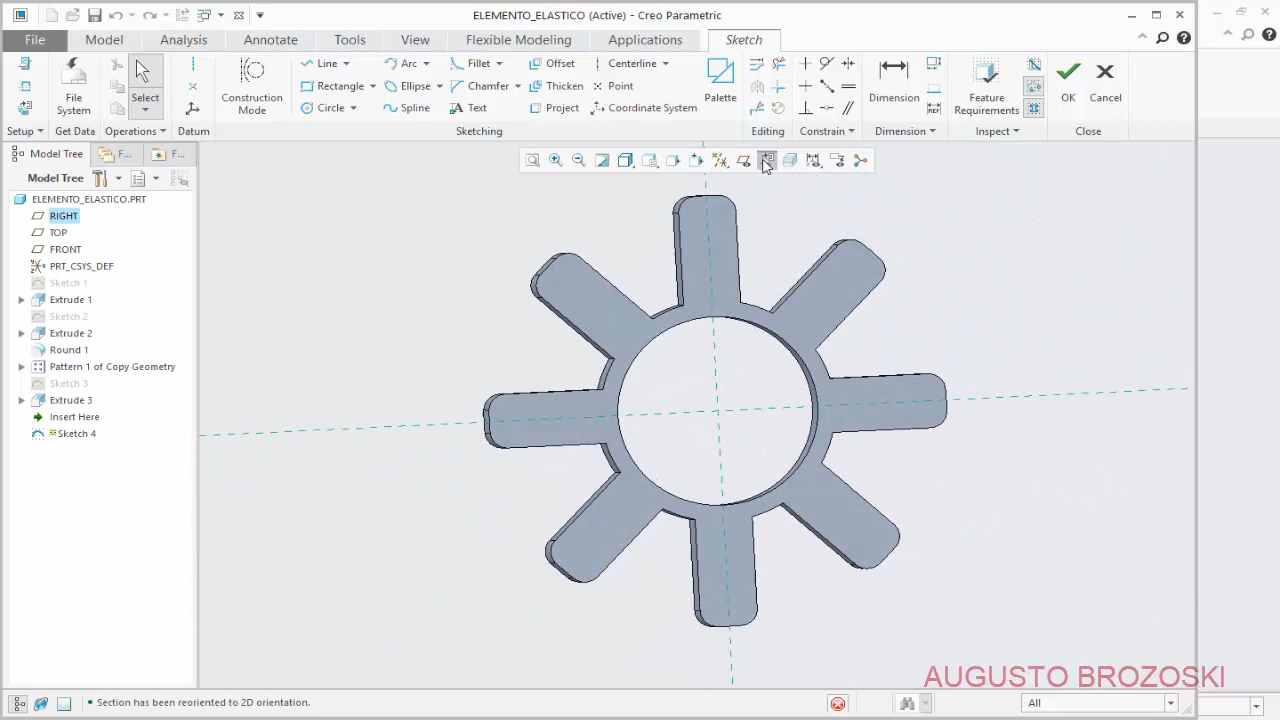 ELEMENTO_ELASTICO (Active) - Creo Parametric
File Model Analysis Annotate Tools View Flexible Modeling Applications Sketch
File System
Select
Construction Mode
Line Arc Fillet Offset Centerline
Rectangle Ellipse Chamfer Thicken Point
Circle Spline Text Project Coordinate System
Palette
Dimension
Feature Requirements
OK Cancel
Setup Get Data Operations Datum Sketching Editing Constrain Dimension Inspect Close
Model Tree F... F...
Model Tree
ELEMENTO_ELASTICO.PRT
RIGHT
TOP
FRONT
PRT_CSYS_DEF
Sketch 1
Extrude 1
Sketch 2
Extrude 2
Round 1
Pattern 1 of Copy Geometry
Sketch 3
Extrude 3
Insert Here
Sketch 4
AUGUSTO BROZOSKI
• Section has been reoriented to 2D orientation.
All